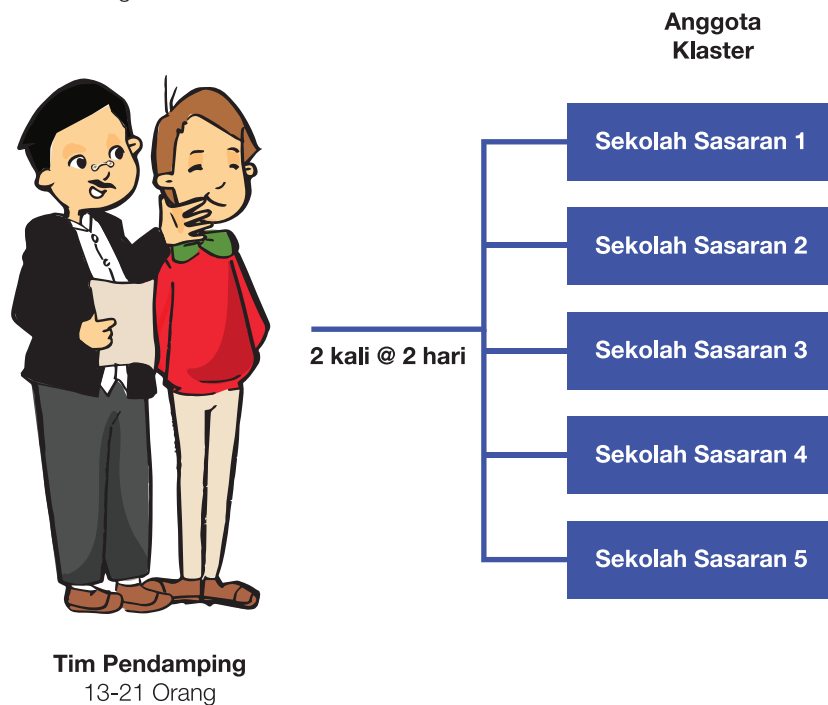 Anggota
Klaster
Sekolah Sasaran 1
Sekolah Sasaran 2
2 kali @ 2 hari
Sekolah Sasaran 3
Sekolah Sasaran 4
Sekolah Sasaran 5
Tim Pendamping
13-21 Orang